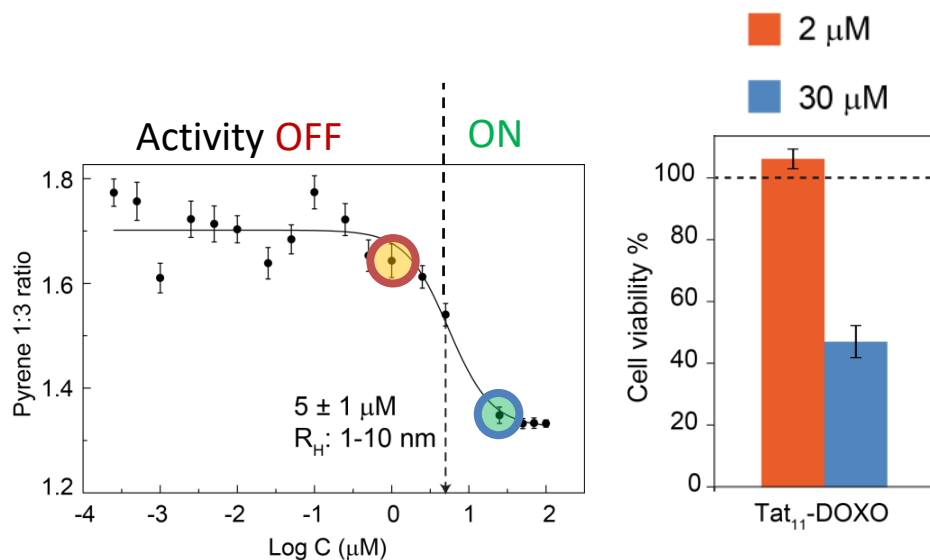 Activity OFF
ON
1.8
1.6
1.4
1.2
Pyrene 1:3 ratio
5 ± 1 μM
R_H: 1-10 nm
-4
-3
-2
-1
0
1
2
Log C (μM)
2 μM
30 μM
100
80
60
40
20
0
Cell viability %
Tat₁₁-DOXO